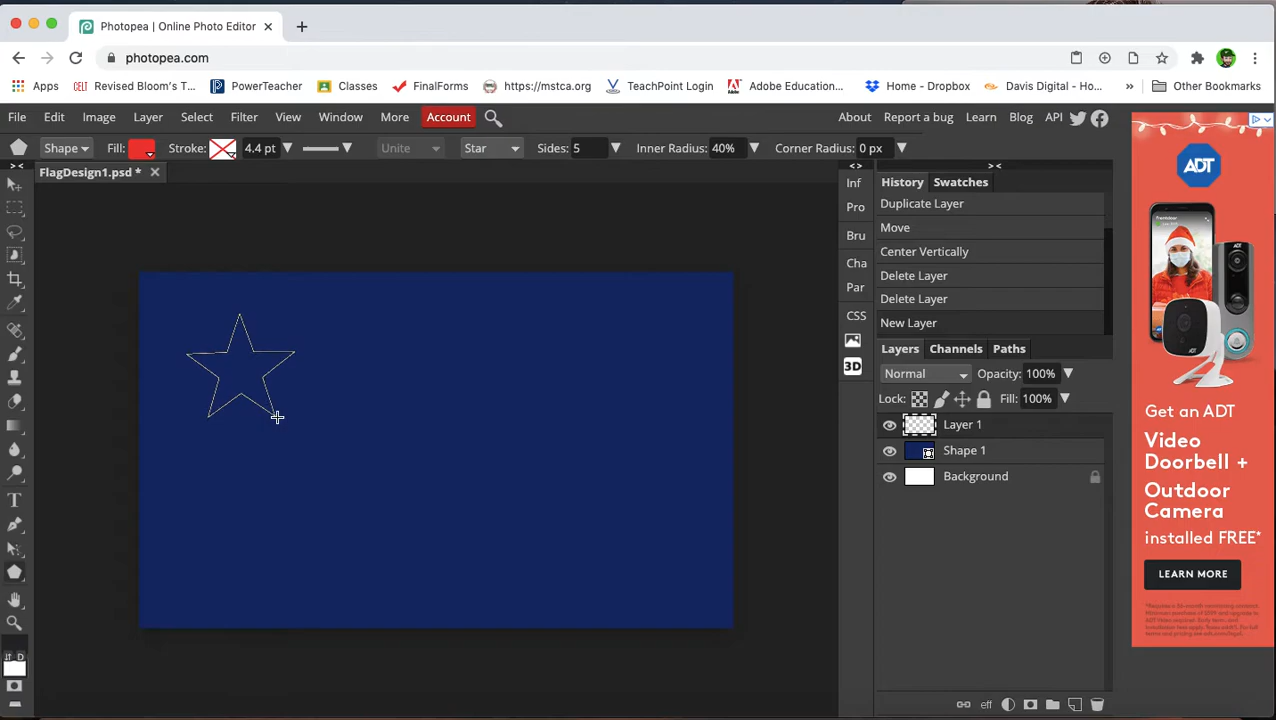 Photopea | Online Photo Editor
photopea.com
Apps CELT Revised Bloom's T... PowerTeacher Classes FinalForms https://mstca.org TeachPoint Login Adobe Education... Home - Dropbox Davis Digital - Ho... » Other Bookmarks
File Edit Image Layer Select Filter View Window More Account About Report a bug Learn Blog API
Shape Fill: Stroke: 4.4 pt Unite Star Sides: 5 Inner Radius: 40% Corner Radius: 0 px
FlagDesign1.psd *
Inf
Pro
Bru
Cha
Par
CSS
3D
History Swatches
Duplicate Layer
Move
Center Vertically
Delete Layer
Delete Layer
New Layer
Layers Channels Paths
Normal Opacity: 100%
Lock: Fill: 100%
Layer 1
Shape 1
Background
eff
D
T
ADT
Get an ADT
Video
Doorbell +
Outdoor
Camera
installed FREE*
LEARN MORE